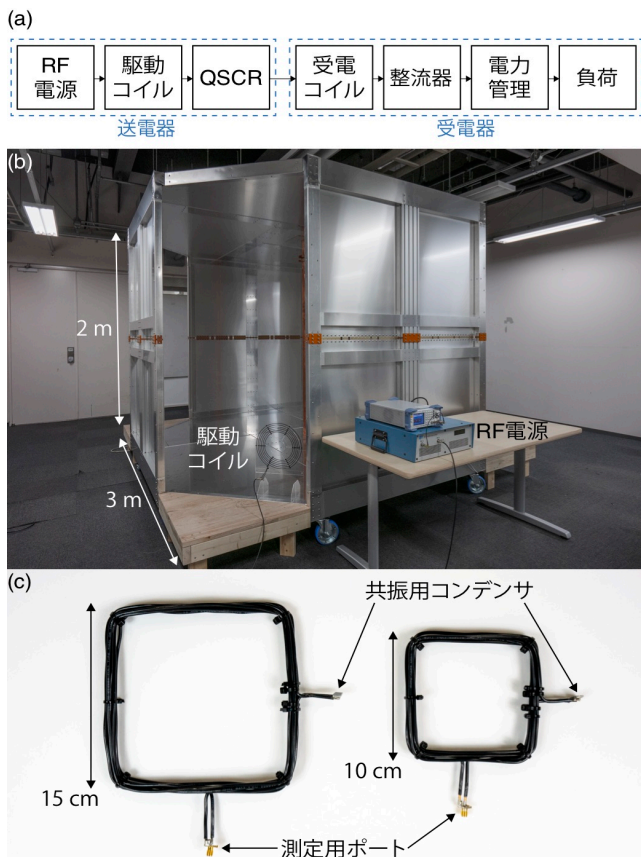 (a)
RF
電源
駆動
コイル
QSCR
受電
コイル
整流器
電力
管理
負荷
送電器
受電器
(b)
2 m
3 m
駆動
コイル
RF電源
(c)
共振用コンデンサ
15 cm
10 cm
測定用ポート